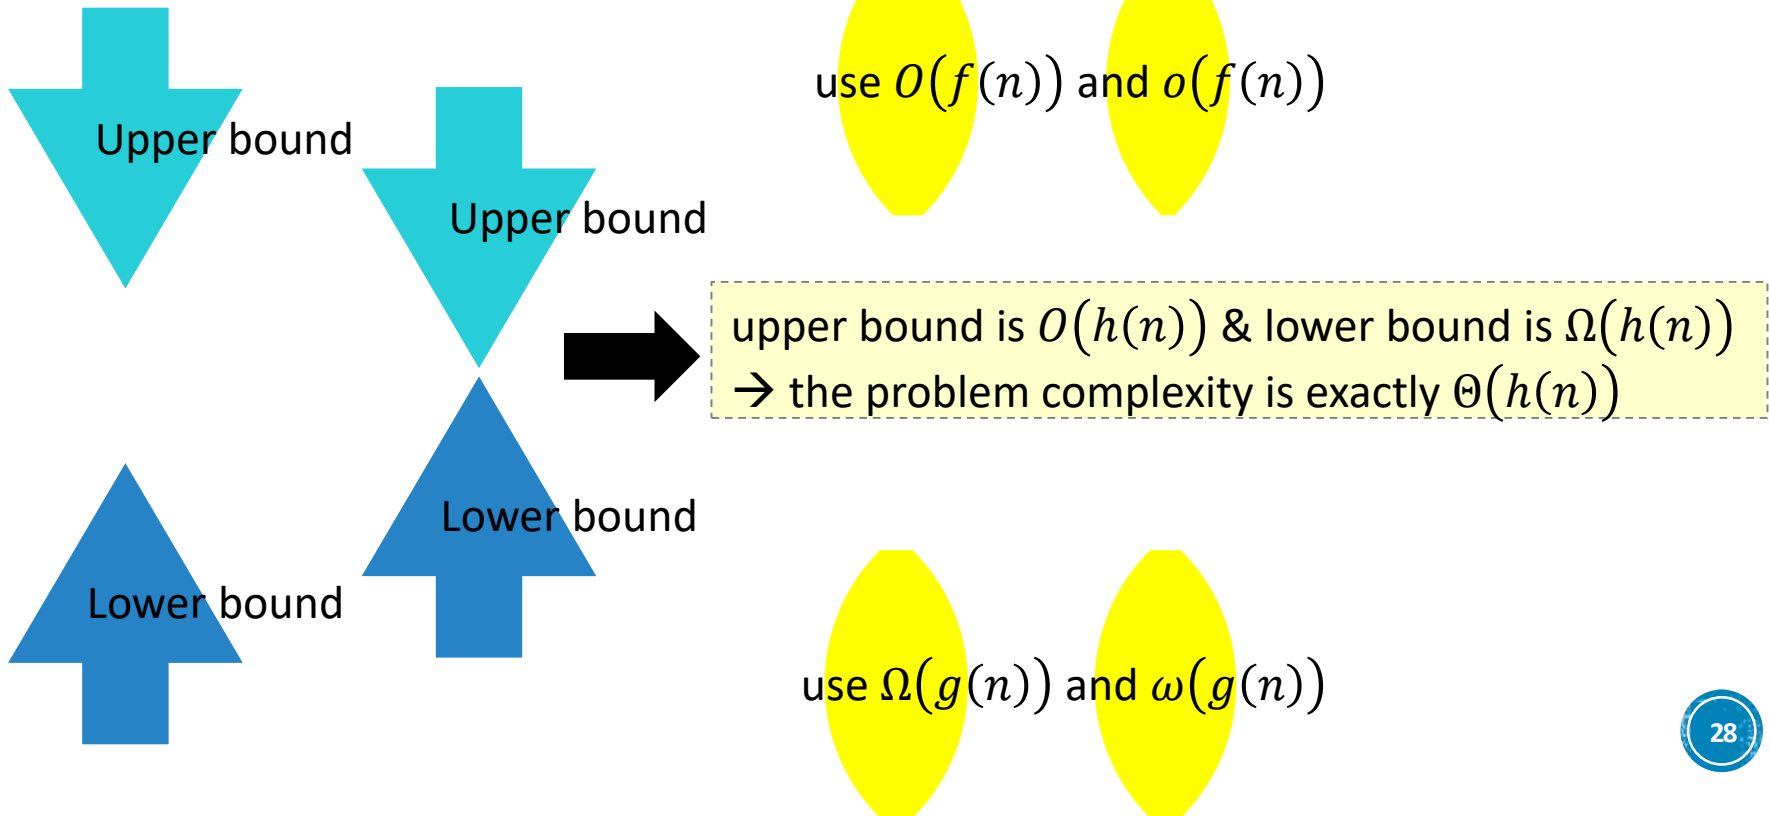 use O(f(n)) and o(f(n))
Upper bound
Upper bound
upper bound is O(h(n)) & lower bound is Ω(h(n))
→ the problem complexity is exactly Θ(h(n))
Lower bound
Lower bound
use Ω(g(n)) and ω(g(n))
28